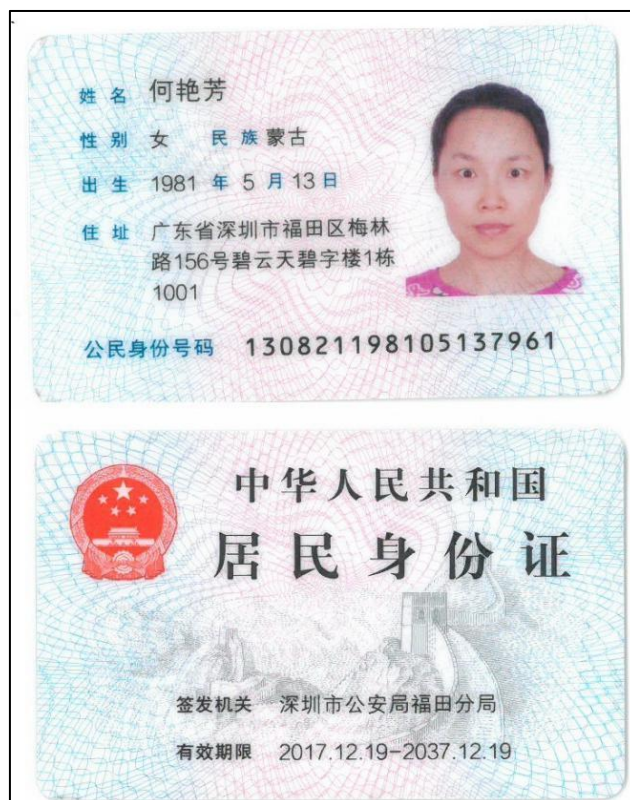 姓名 何艳芳
性别 女 民族 蒙古
出生 1981 年 5 月 13 日
住址 广东省深圳市福田区梅林
路156号碧云天碧字楼1栋
1001
公民身份号码 130821198105137961
中华人民共和国
居民身份证
签发机关 深圳市公安局福田分局
有效期限 2017.12.19-2037.12.19